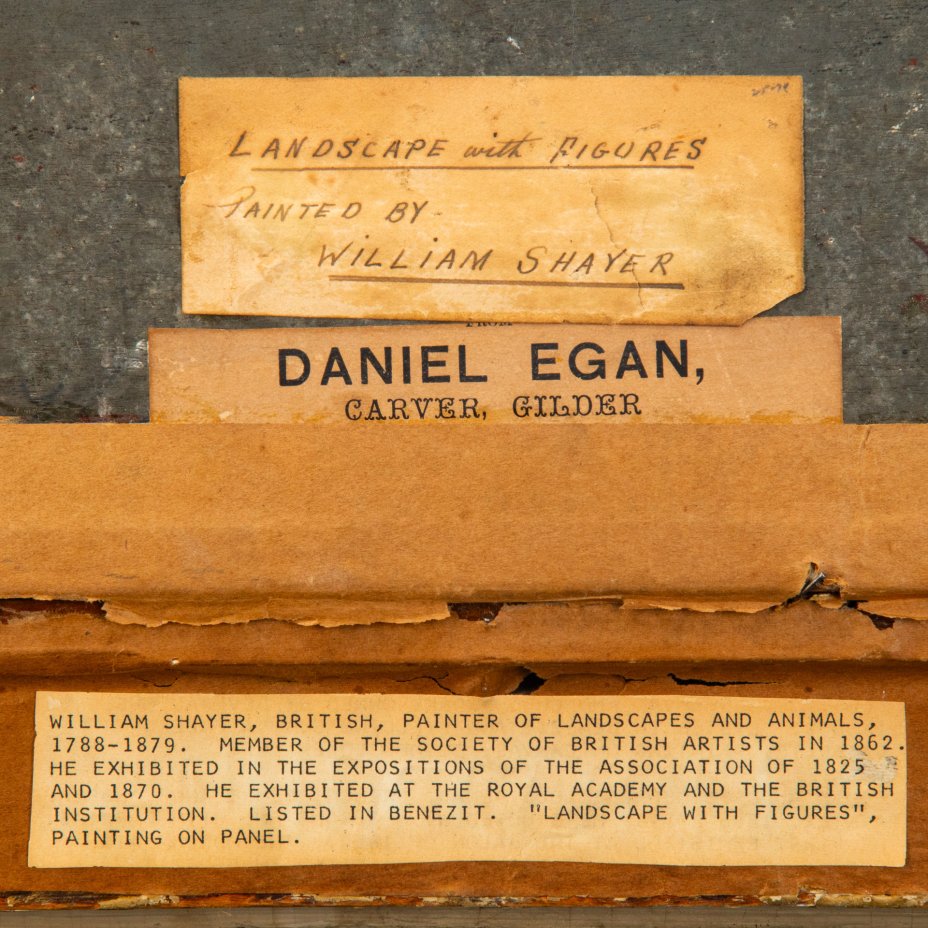 LANDSCAPE with FIGURES
PAINTED BY
WILLIAM SHAYER
FROM
DANIEL EGAN,
CARVER, GILDER
WILLIAM SHAYER, BRITISH, PAINTER OF LANDSCAPES AND ANIMALS,
1788-1879. MEMBER OF THE SOCIETY OF BRITISH ARTISTS IN 1862.
HE EXHIBITED IN THE EXPOSITIONS OF THE ASSOCIATION OF 1825
AND 1870. HE EXHIBITED AT THE ROYAL ACADEMY AND THE BRITISH
INSTITUTION. LISTED IN BENEZIT. "LANDSCAPE WITH FIGURES",
PAINTING ON PANEL.